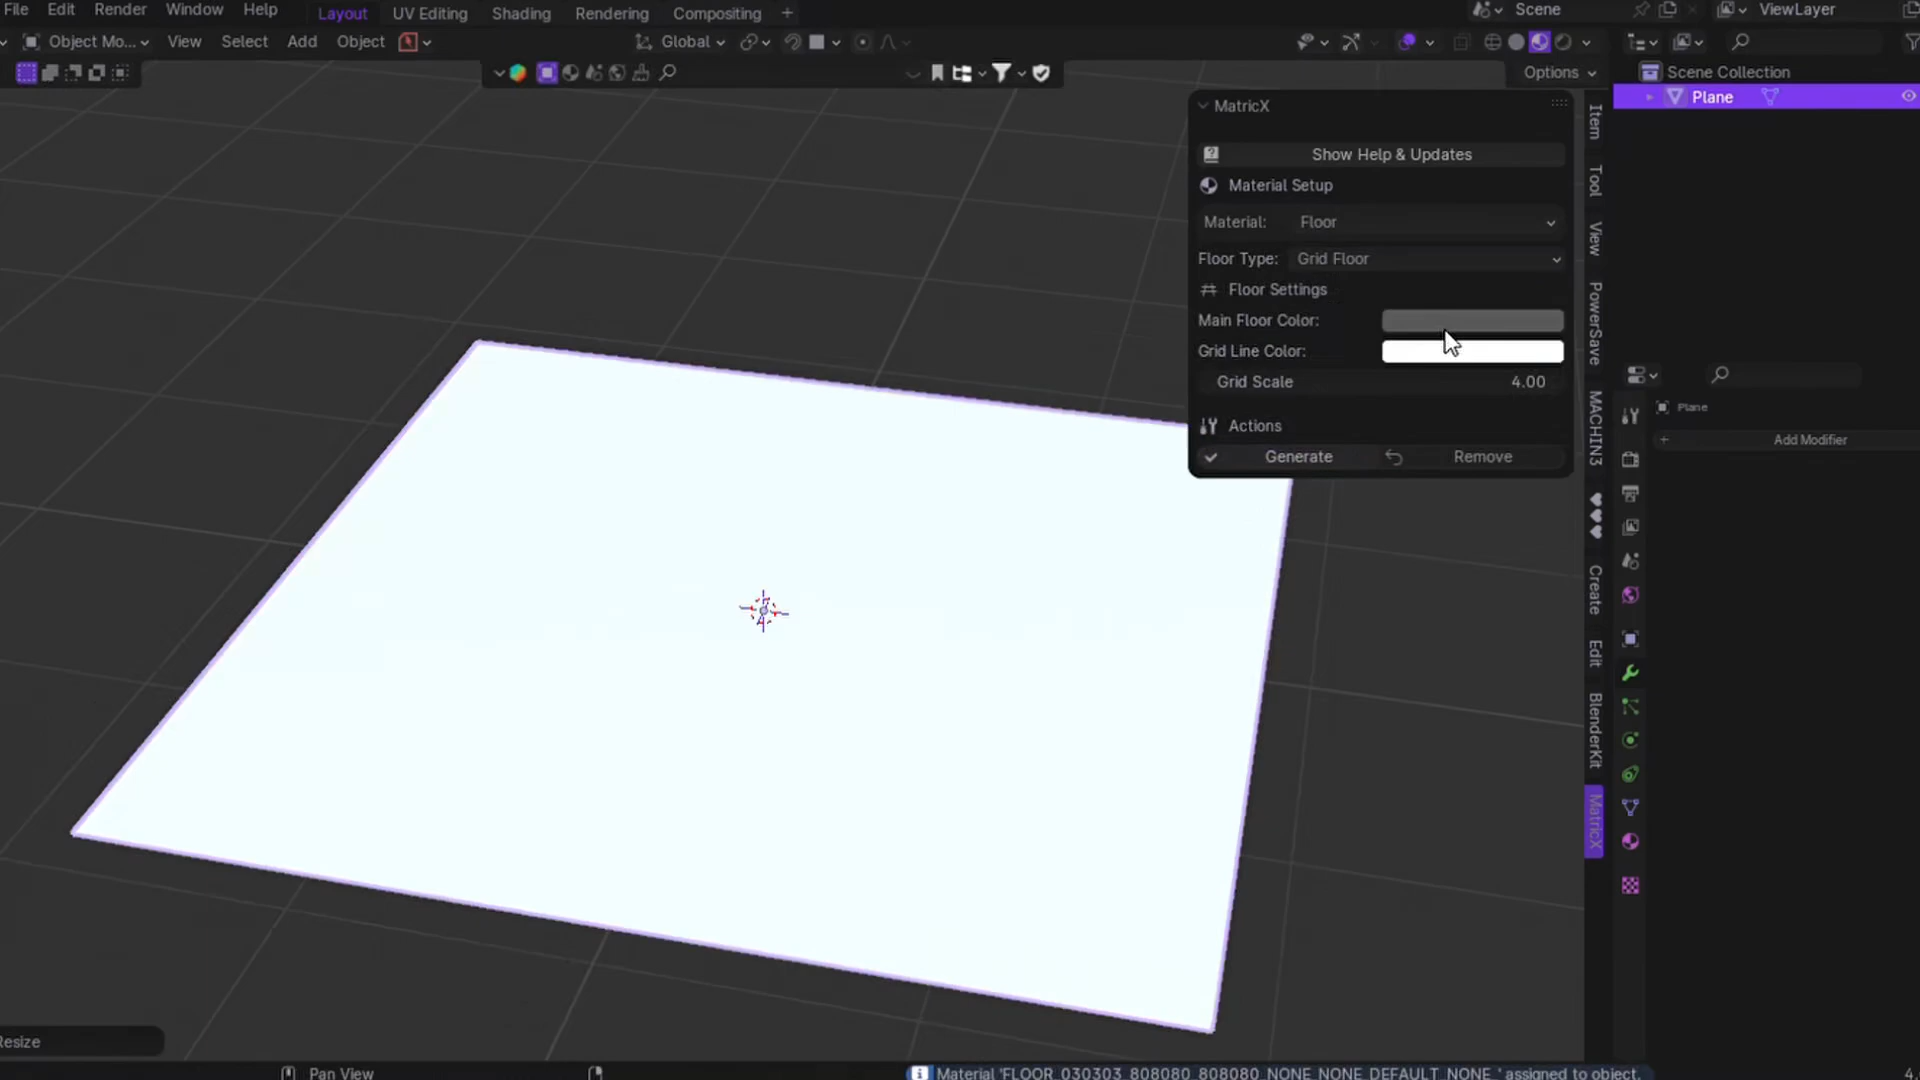 File Edit Render Window Help Layout UV Editing Shading Rendering Compositing + Scene ViewLayer
Object Mo... View Select Add Object Global
Options
Scene Collection
Plane
MatricX
Show Help & Updates
Material Setup
Material: Floor
Floor Type: Grid Floor
Floor Settings
Main Floor Color:
Grid Line Color:
Grid Scale 4.00
Actions
Generate Remove
Item
Tool
View
PowerSave
MACHIN3
Create
Edit
BlenderKit
MatricX
Plane
+ Add Modifier
Resize
Pan View
Material 'FLOOR_030303_808080_808080_NONE_NONE_DEFAULT_NONE_' assigned to object.